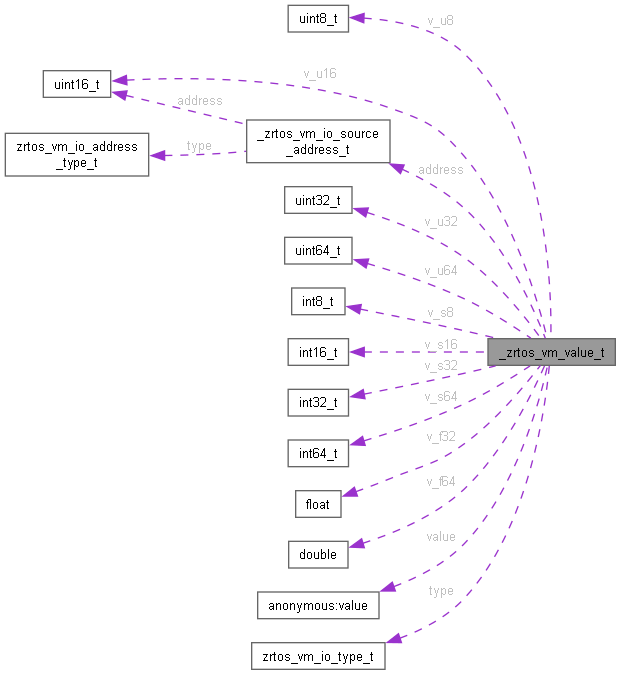 uint8_t
v_u8
uint16_t
v_u16
address
zrtos_vm_io_address
_type_t
type
_zrtos_vm_io_source
_address_t
address
uint32_t
v_u32
uint64_t
v_u64
int8_t
v_s8
int16_t
v_s16
_zrtos_vm_value_t
int32_t
v_s32
int64_t
v_s64
float
v_f32
double
v_f64
anonymous:value
value
zrtos_vm_io_type_t
type